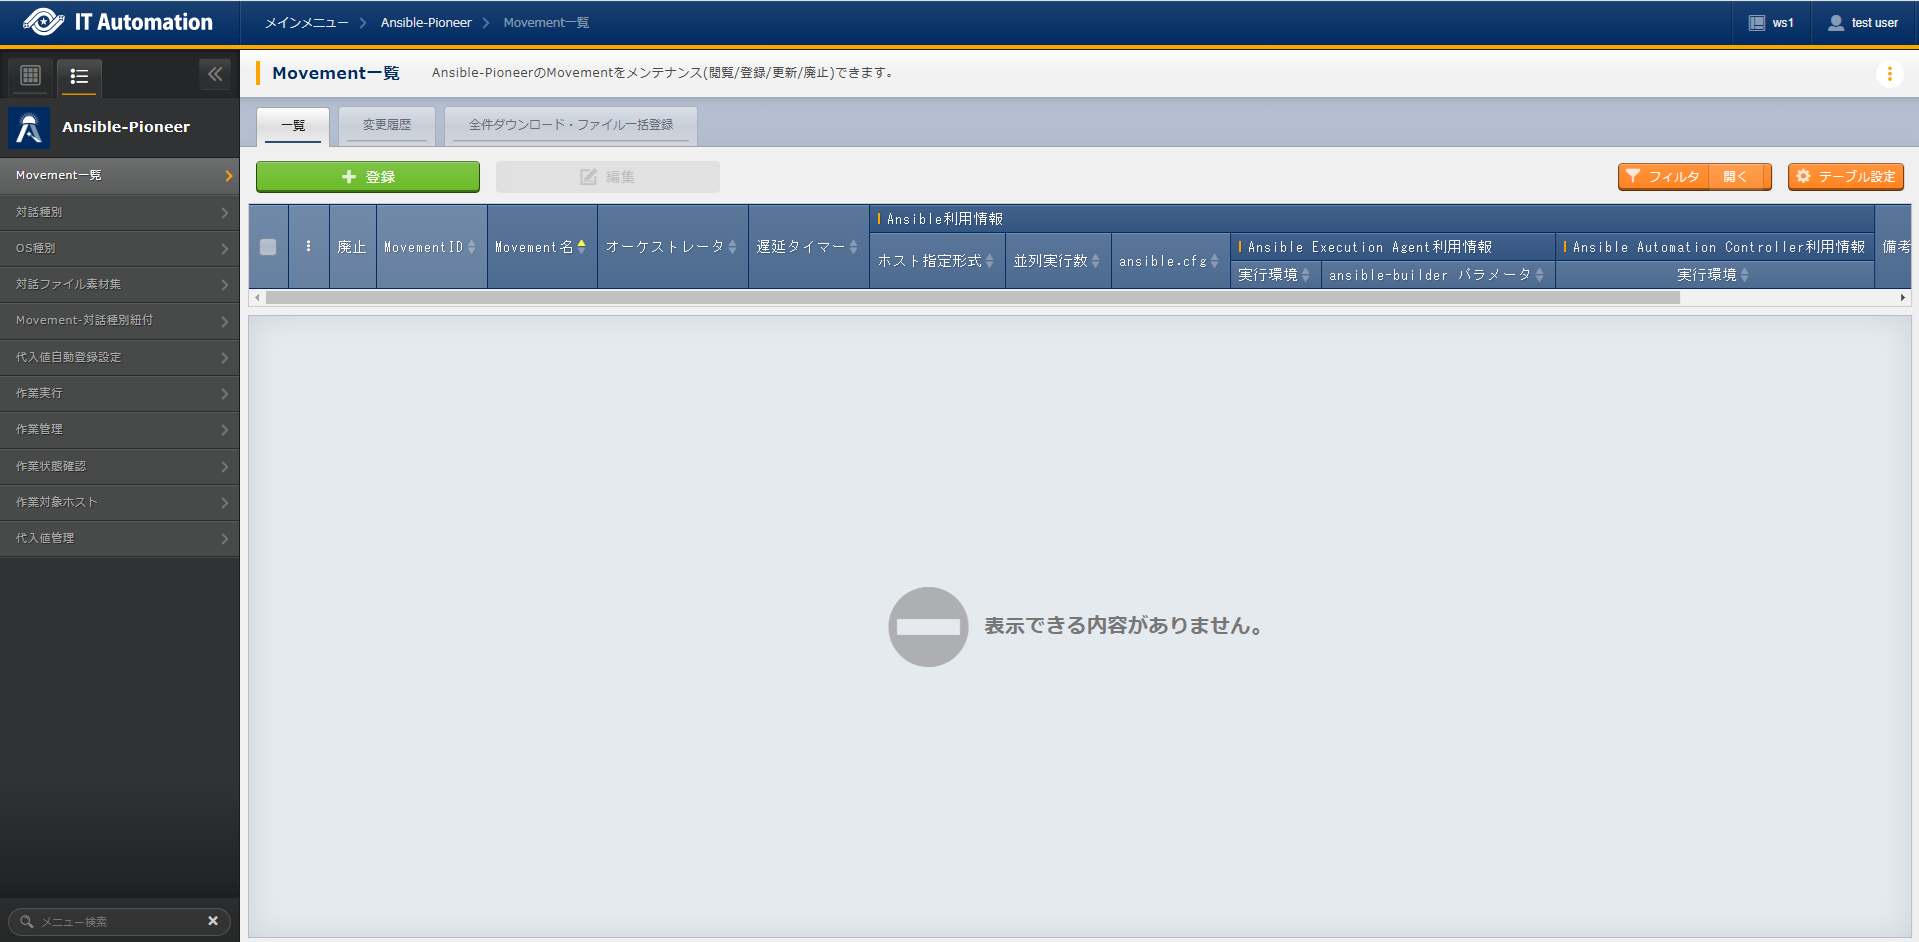 IT Automation
メインメニュー
Ansible-Pioneer
Movement一覧
ws1
test user
Ansible-Pioneer
Movement一覧
対話種別
OS種別
対話ファイル素材集
Movement-対話種別紐付
代入値自動登録設定
作業実行
作業管理
作業状態確認
作業対象ホスト
代入値管理
メニュー検索
Movement一覧
Ansible-PioneerのMovementをメンテナンス(閲覧/登録/更新/廃止)できます。
一覧
変更履歴
全件ダウンロード・ファイル一括登録
登録
編集
フィルタ
開く
テーブル設定
Ansible利用情報
廃止
MovementID
Movement名
オーケストレータ
遅延タイマー
ホスト指定形式
並列実行数
ansible.cfg
Ansible Execution Agent利用情報
Ansible Automation Controller利用情報
備考
実行環境
ansible-builder パラメータ
実行環境
表示できる内容がありません。